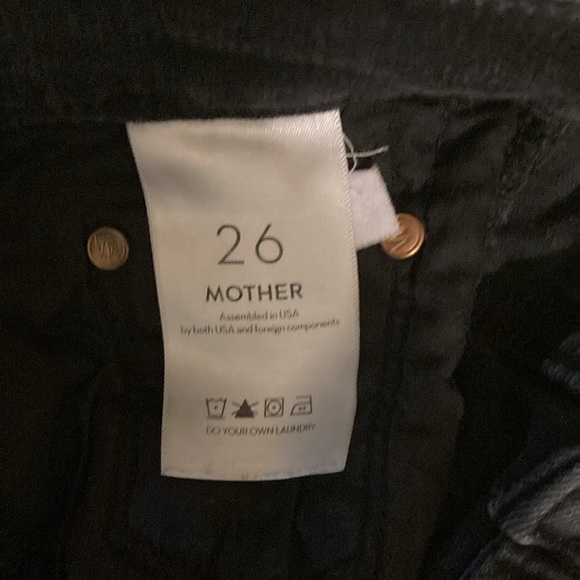 26
MOTHER
Assembled in USA
by both USA and foreign components
DO YOUR OWN LAUNDRY